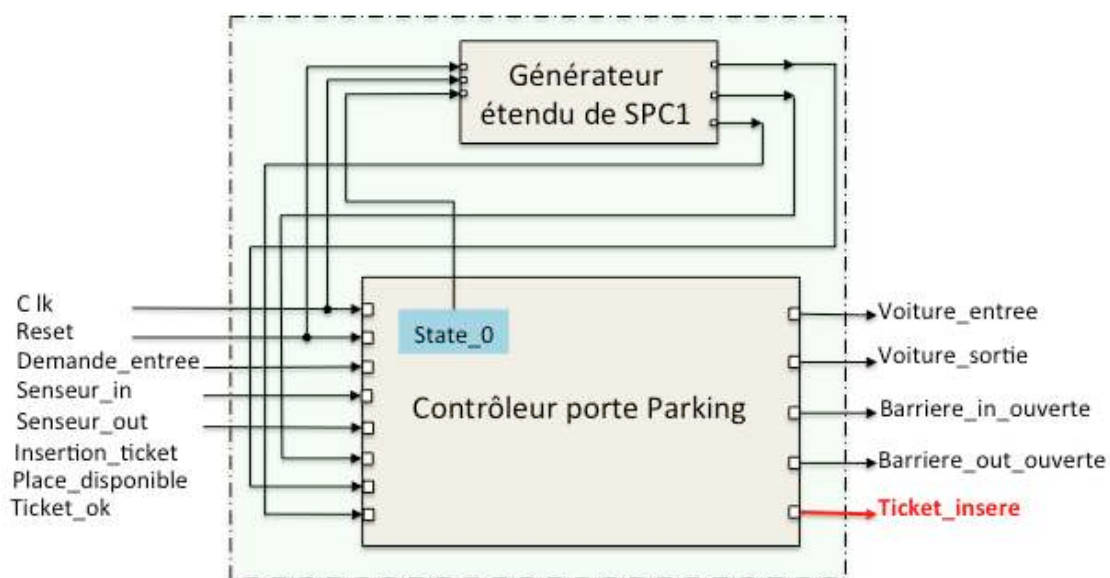 Générateur
étendu de SPC1
C lk
Reset
Demande_entree
Senseur_in
Senseur_out
Insertion_ticket
Place_disponible
Ticket_ok
State_0
Contrôleur porte Parking
Voiture_entree
Voiture_sortie
Barriere_in_ouverte
Barriere_out_ouverte
Ticket_insere